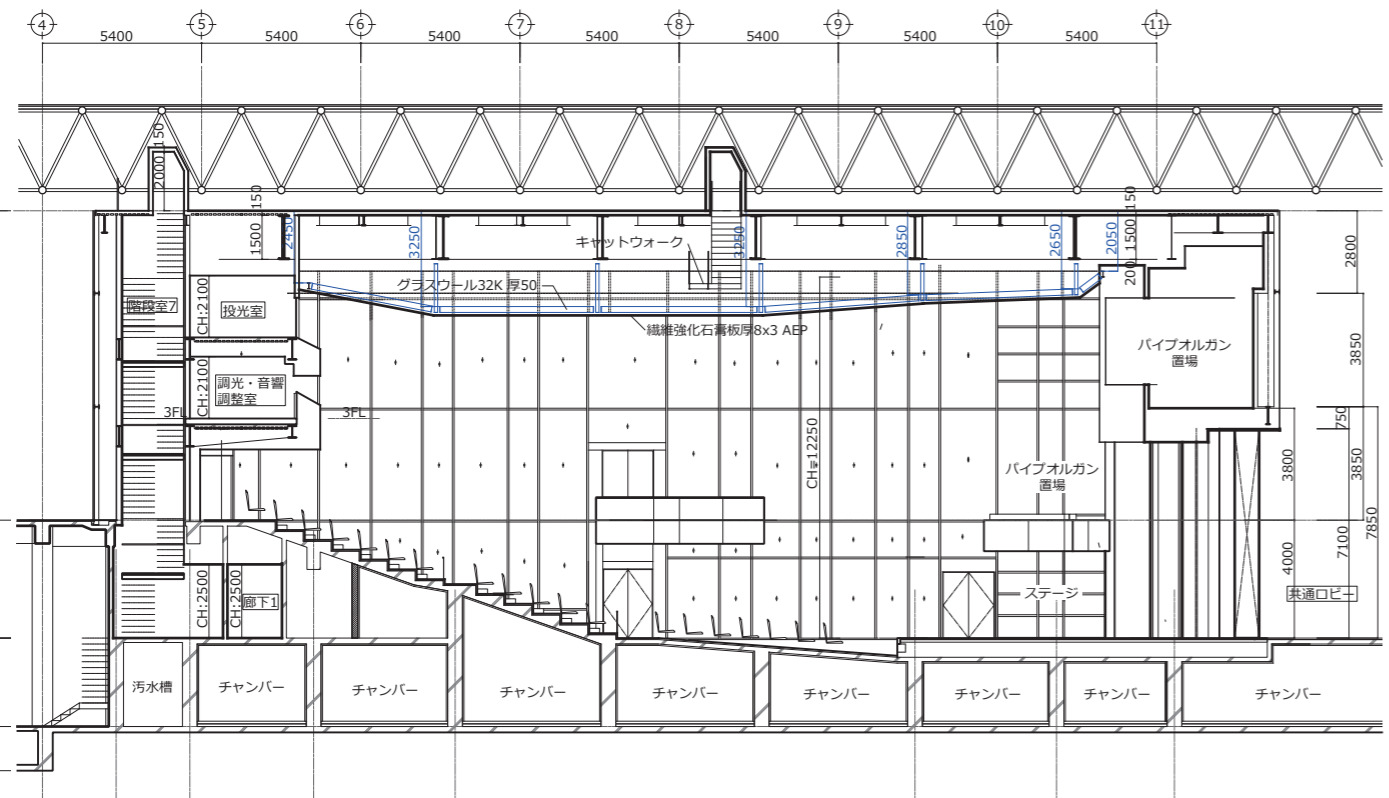 4
5
6
7
8
9
10
11
5400
5400
5400
5400
5400
5400
5400
150
2000
150
1500
2450
3250
キャットウォーク
3250
2850
2650
2050
150
1500
200
2800
グラスウール32K 厚50
繊維強化石膏板厚8x3 AEP
階段室7
CH:2100
投光室
パイプオルガン
置場
3850
CH:2100
調光・音響
調整室
3FL
3FL
750
CH=12250
パイプオルガン
置場
3800
3850
7850
4000
7100
CH:2500
CH:2500
廊下1
ステージ
共通ロビー
汚水槽
チャンバー
チャンバー
チャンバー
チャンバー
チャンバー
チャンバー
チャンバー
チャンバー